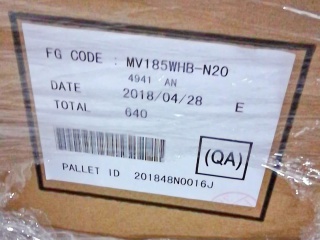 FG CODE : MV185WHB-N20
4941 AN
DATE 2018/04/28 E
TOTAL 640
(QA)
PALLET ID 201848N0016J